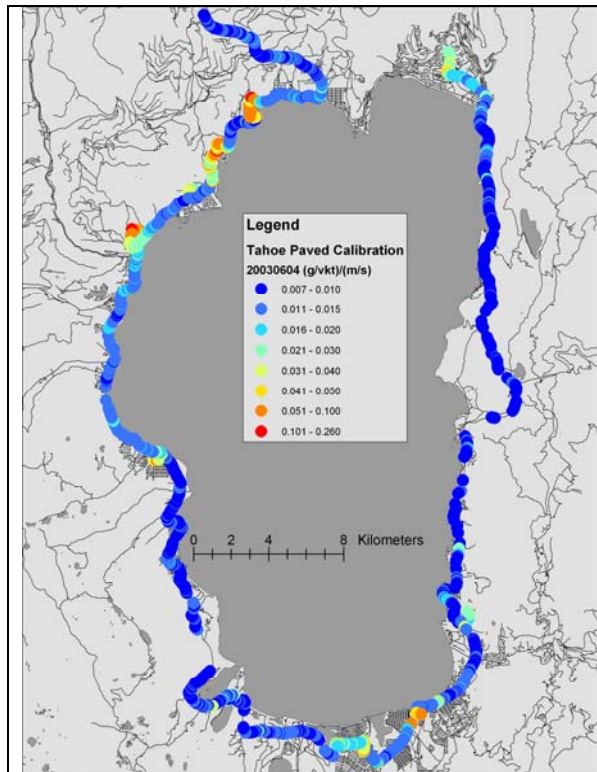 Legend
Tahoe Paved Calibration
20030604 (g/vkt)/(m/s)
0.007 - 0.010
0.011 - 0.015
0.016 - 0.020
0.021 - 0.030
0.031 - 0.040
0.041 - 0.050
0.051 - 0.100
0.101 - 0.260
0 2 4 8 Kilometers